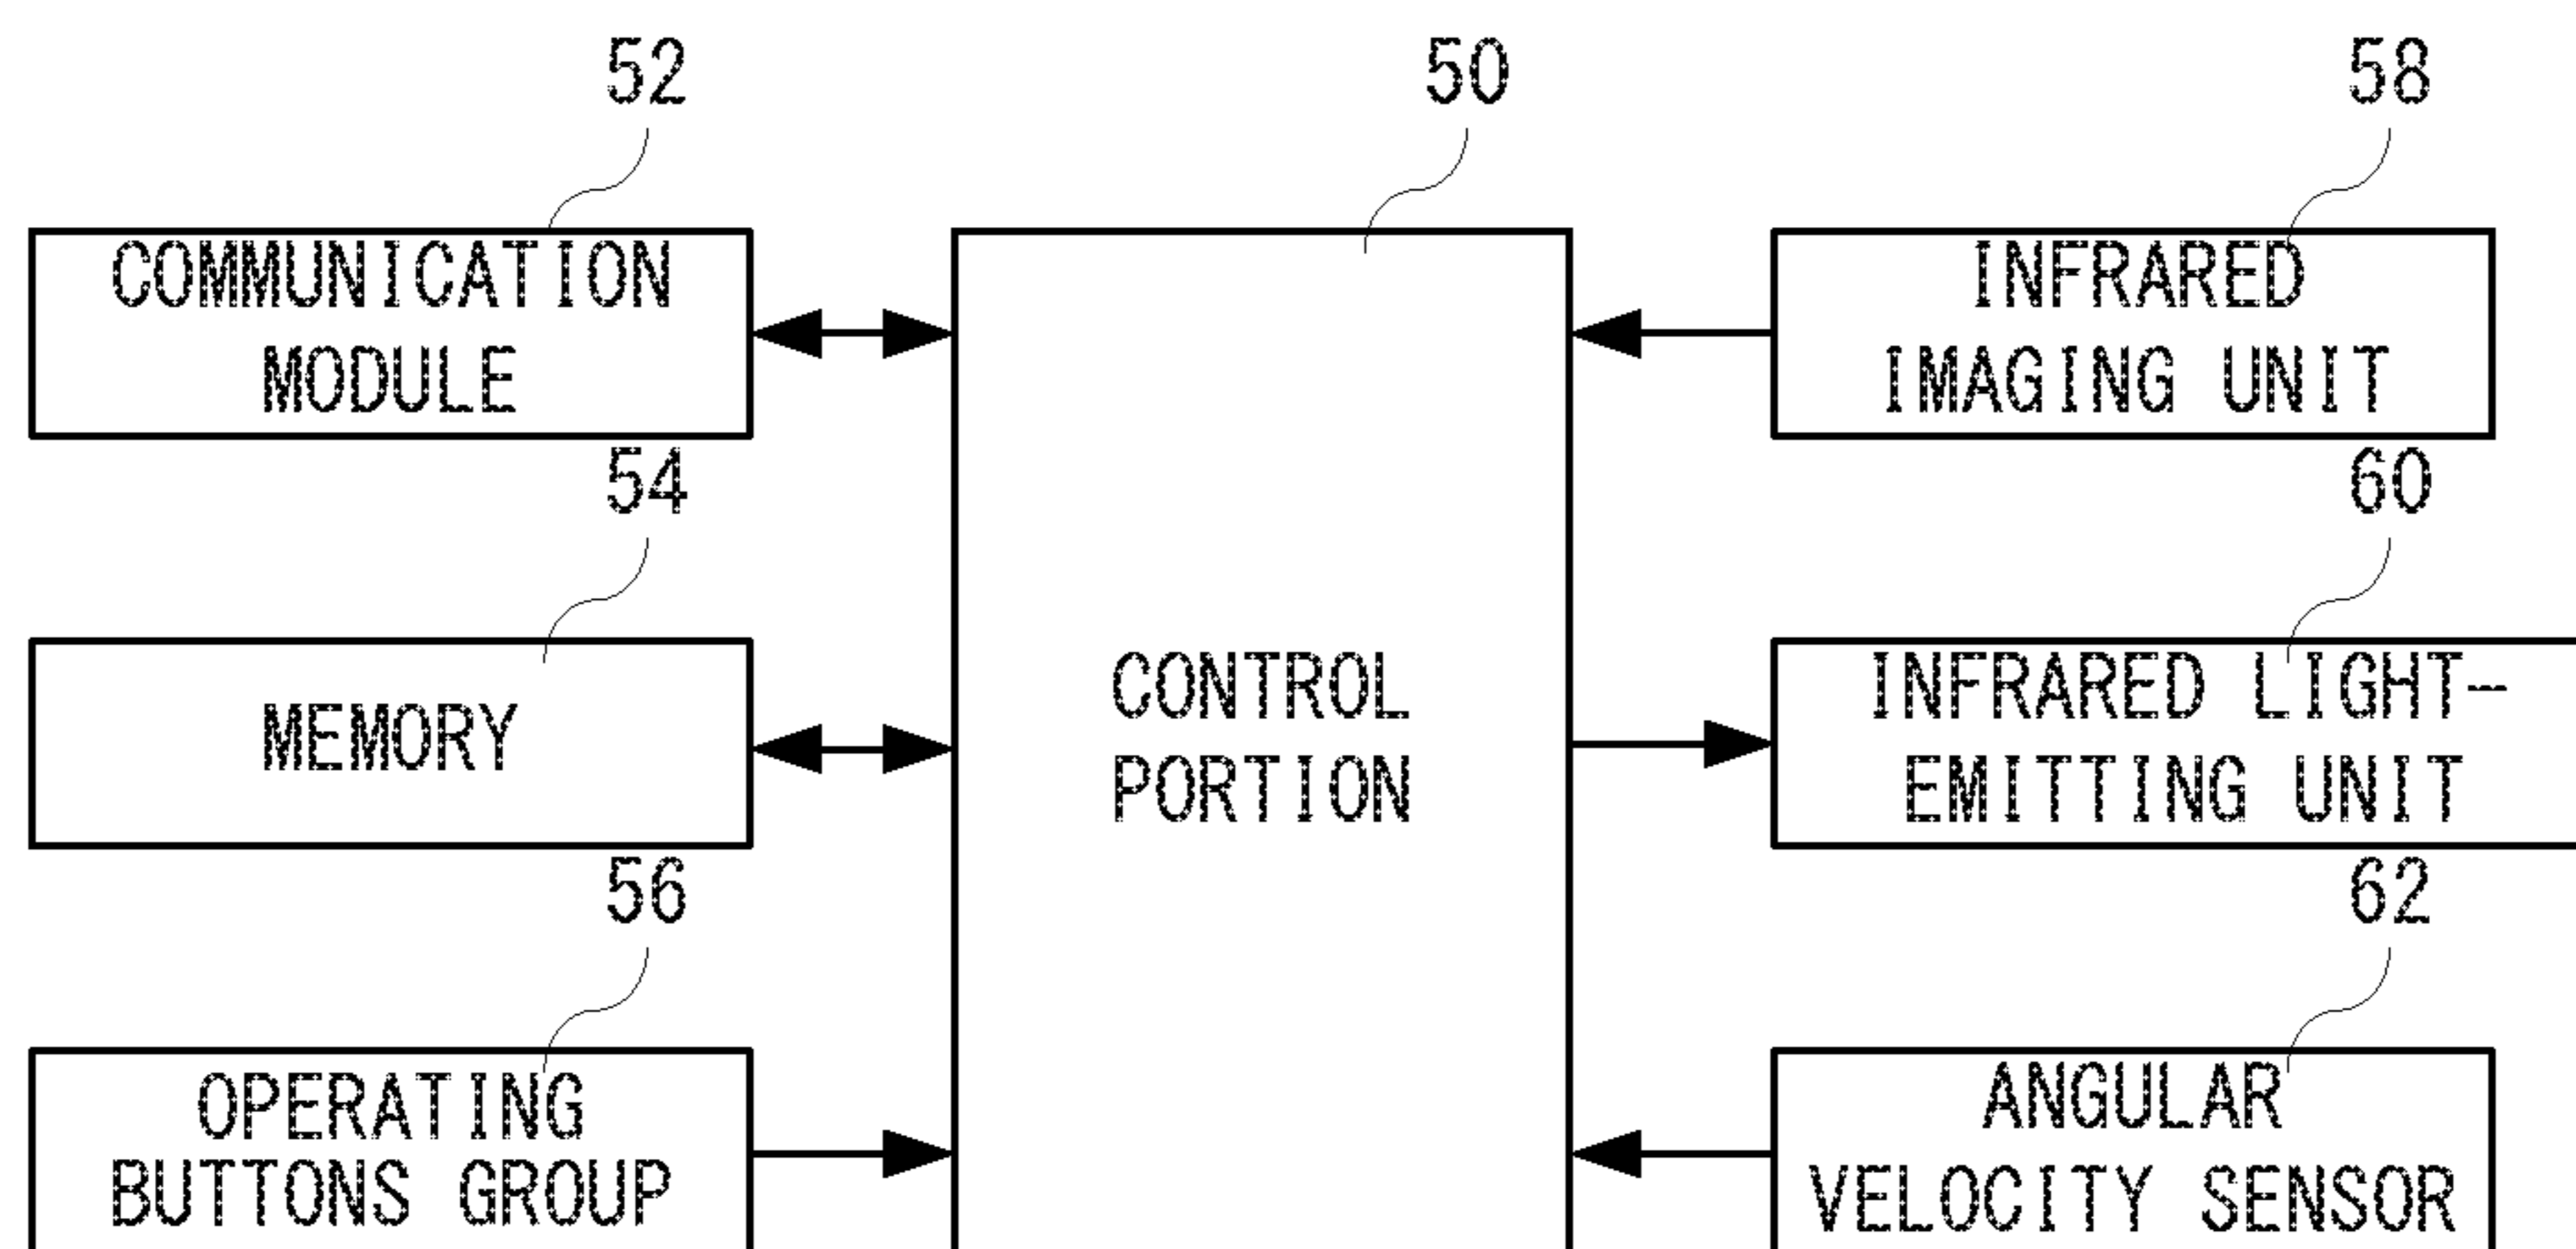 52
50
58
COMMUNICATION
MODULE
INFRARED
IMAGING UNIT
54
60
MEMORY
CONTROL
PORTION
INFRARED LIGHT-
EMITTING UNIT
56
62
OPERATING
BUTTONS GROUP
ANGULAR
VELOCITY SENSOR